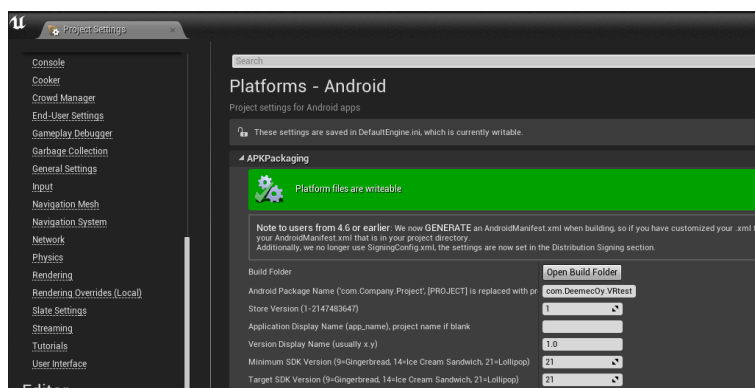 Project Settings
Console
Cooker
Crowd Manager
End-User Settings
Gameplay Debugger
Garbage Collection
General Settings
Input
Navigation Mesh
Navigation System
Network
Physics
Rendering
Rendering Overrides (Local)
Slate Settings
Streaming
Tutorials
User Interface
Search
Platforms - Android
Project settings for Android apps
These settings are saved in DefaultEngine.ini, which is currently writable.
APKPackaging
Platform files are writeable
Note to users from 4.6 or earlier: We now GENERATE an AndroidManifest.xml when building, so if you have customized your .xml f
your AndroidManifest.xml that is in your project directory.
Additionally, we no longer use SigningConfig.xml, the settings are now set in the Distribution Signing section.
Build Folder Open Build Folder
Android Package Name ('com.Company.Project', [PROJECT] is replaced with pr com.DeemecOy.VRtest
Store Version (1-2147483647) 1
Application Display Name (app_name), project name if blank
Version Display Name (usually x.y) 1.0
Minimum SDK Version (9=Gingerbread, 14=Ice Cream Sandwich, 21=Lollipop) 21
Target SDK Version (9=Gingerbread, 14=Ice Cream Sandwich, 21=Lollipop) 21